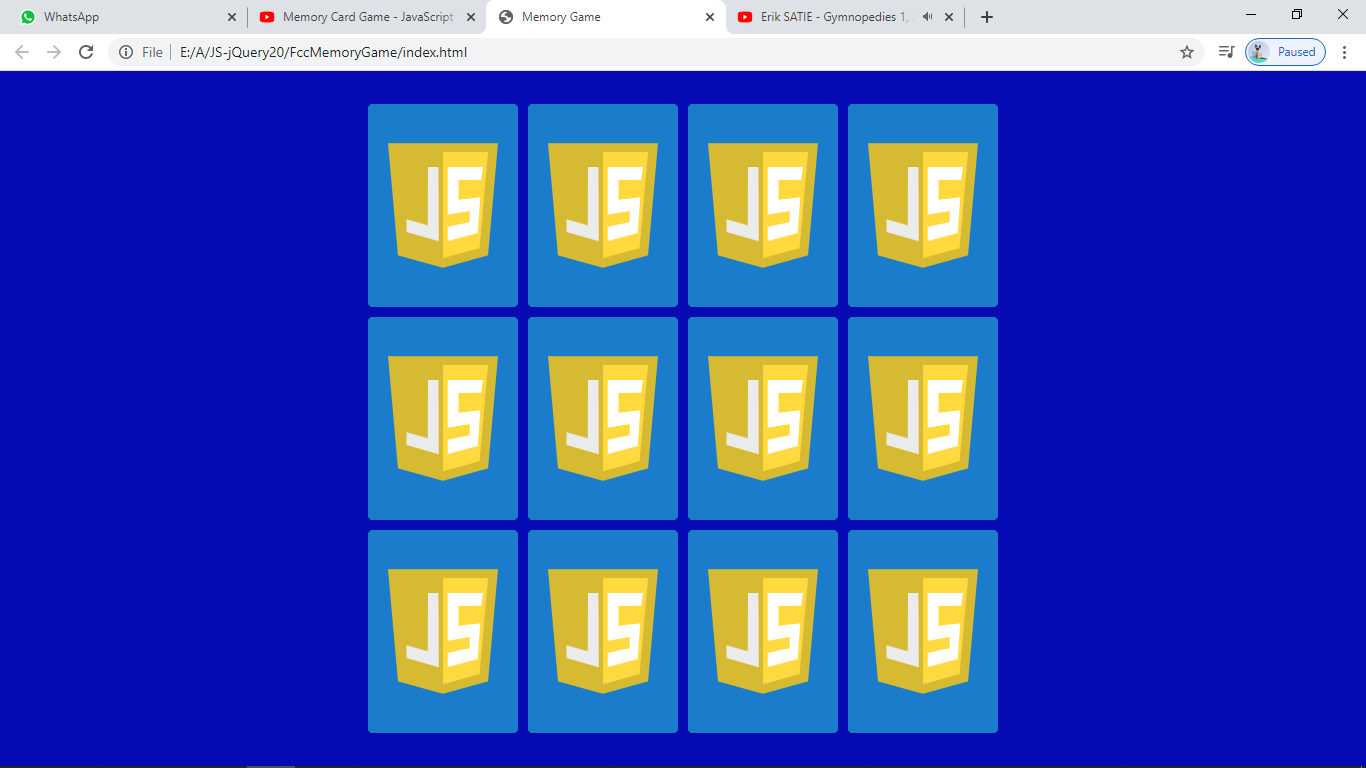 WhatsApp
Memory Card Game - JavaScript
Memory Game
Erik SATIE - Gymnopedies 1,
File
E:/A/JS-jQuery20/FccMemoryGame/index.html
Paused
JS JS JS JS
JS JS JS JS
JS JS JS JS